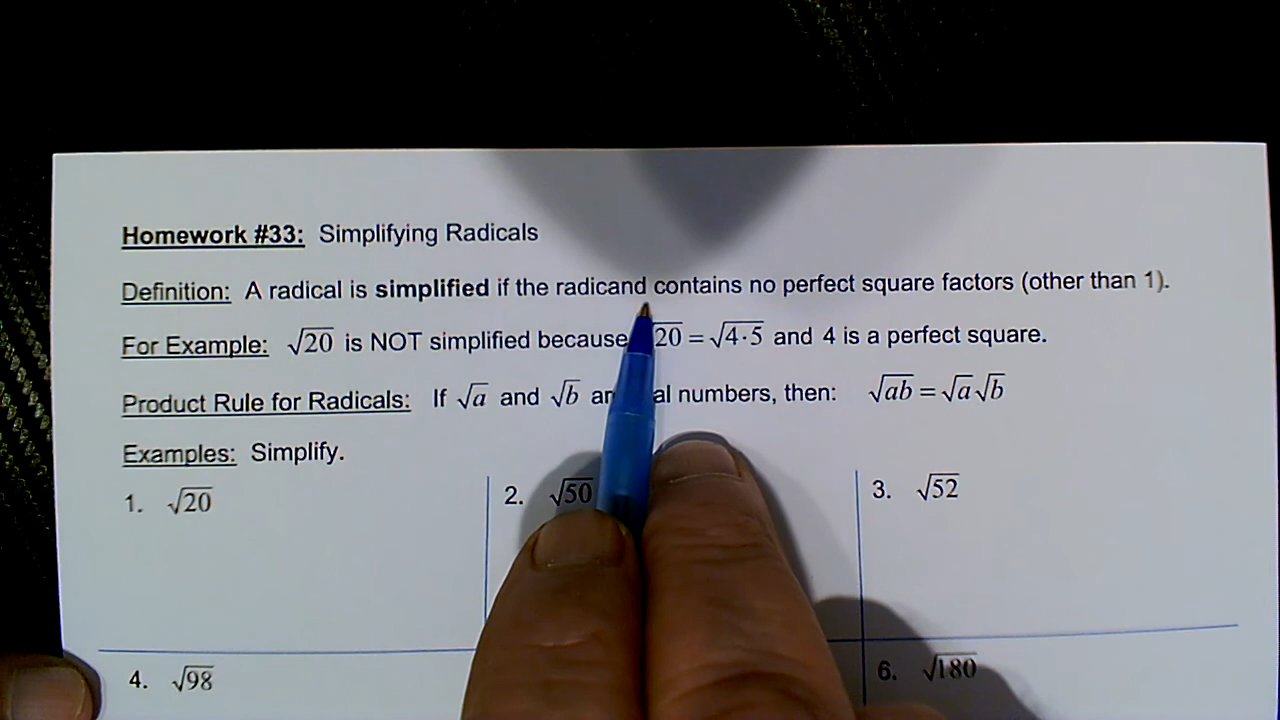 Homework #33: Simplifying Radicals
Definition: A radical is simplified if the radicand contains no perfect square factors (other than 1).
For Example: √20 is NOT simplified because 20 = √4·5 and 4 is a perfect square.
Product Rule for Radicals: If √a and √b numbers, then: √ab = √a√b
Examples: Simplify.
1. √20 2. √50 3. √52
4. √98 6. √180